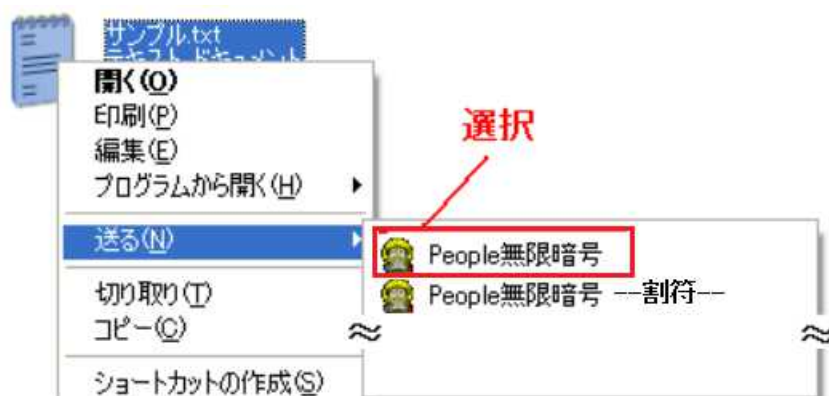 サンプル.txt
テキスト ドキュメント
開く(O)
印刷(P)
編集(E)
プログラムから開く(H)
送る(N)
切り取り(T)
コピー(C)
ショートカットの作成(S)
選択
People無限暗号
People無限暗号 --割符--